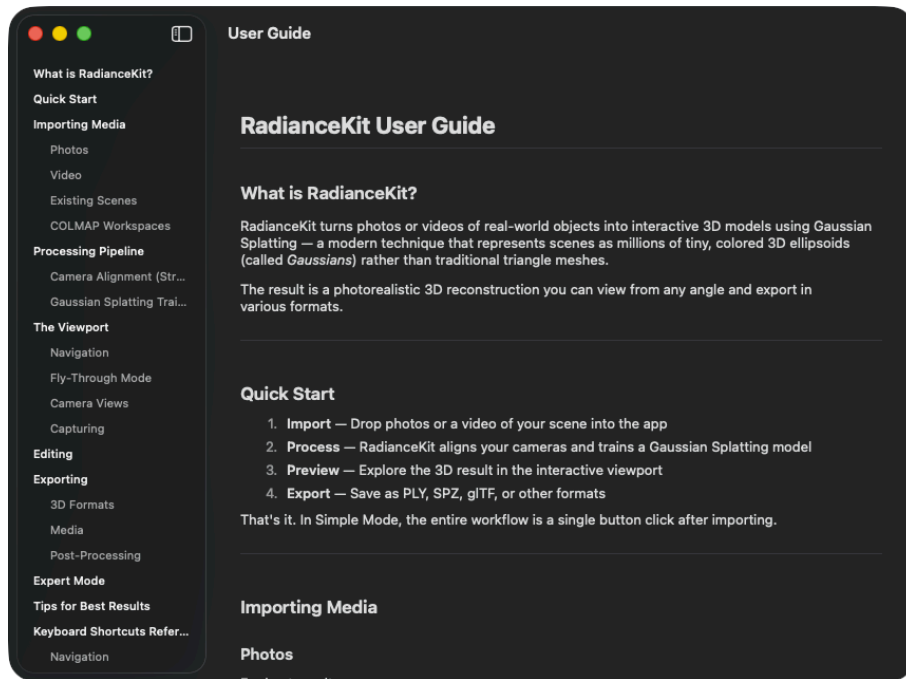 User Guide
What is RadianceKit?
Quick Start
Importing Media
Photos
Video
Existing Scenes
COLMAP Workspaces
Processing Pipeline
Camera Alignment (Str...
Gaussian Splatting Trai...
The Viewport
Navigation
Fly-Through Mode
Camera Views
Capturing
Editing
Exporting
3D Formats
Media
Post-Processing
Expert Mode
Tips for Best Results
Keyboard Shortcuts Refer...
Navigation
RadianceKit User Guide
What is RadianceKit?
RadianceKit turns photos or videos of real-world objects into interactive 3D models using Gaussian
Splatting — a modern technique that represents scenes as millions of tiny, colored 3D ellipsoids
(called Gaussians) rather than traditional triangle meshes.
The result is a photorealistic 3D reconstruction you can view from any angle and export in
various formats.
Quick Start
1. Import — Drop photos or a video of your scene into the app
2. Process — RadianceKit aligns your cameras and trains a Gaussian Splatting model
3. Preview — Explore the 3D result in the interactive viewport
4. Export — Save as PLY, SPZ, glTF, or other formats
That's it. In Simple Mode, the entire workflow is a single button click after importing.
Importing Media
Photos